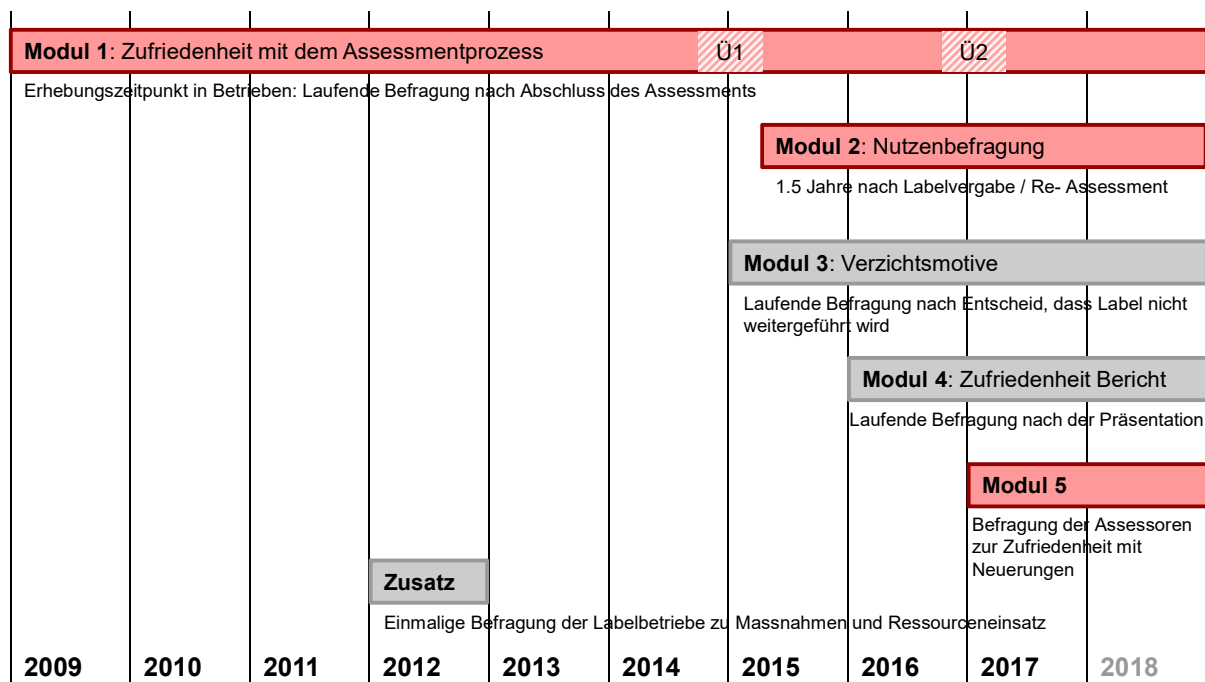 Modul 1: Zufriedenheit mit dem Assessmentprozess Ü1 Ü2
Erhebungszeitpunkt in Betrieben: Laufende Befragung nach Abschluss des Assessments
Modul 2: Nutzenbefragung
1.5 Jahre nach Labelvergabe / Re- Assessment
Modul 3: Verzichtsmotive
Laufende Befragung nach Entscheid, dass Label nicht
weitergeführt wird
Modul 4: Zufriedenheit Bericht
Laufende Befragung nach der Präsentation
Modul 5
Befragung der Assessoren
zur Zufriedenheit mit
Neuerungen
Zusatz
Einmalige Befragung der Labelbetriebe zu Massnahmen und Ressourceneinsatz
2009 2010 2011 2012 2013 2014 2015 2016 2017 2018